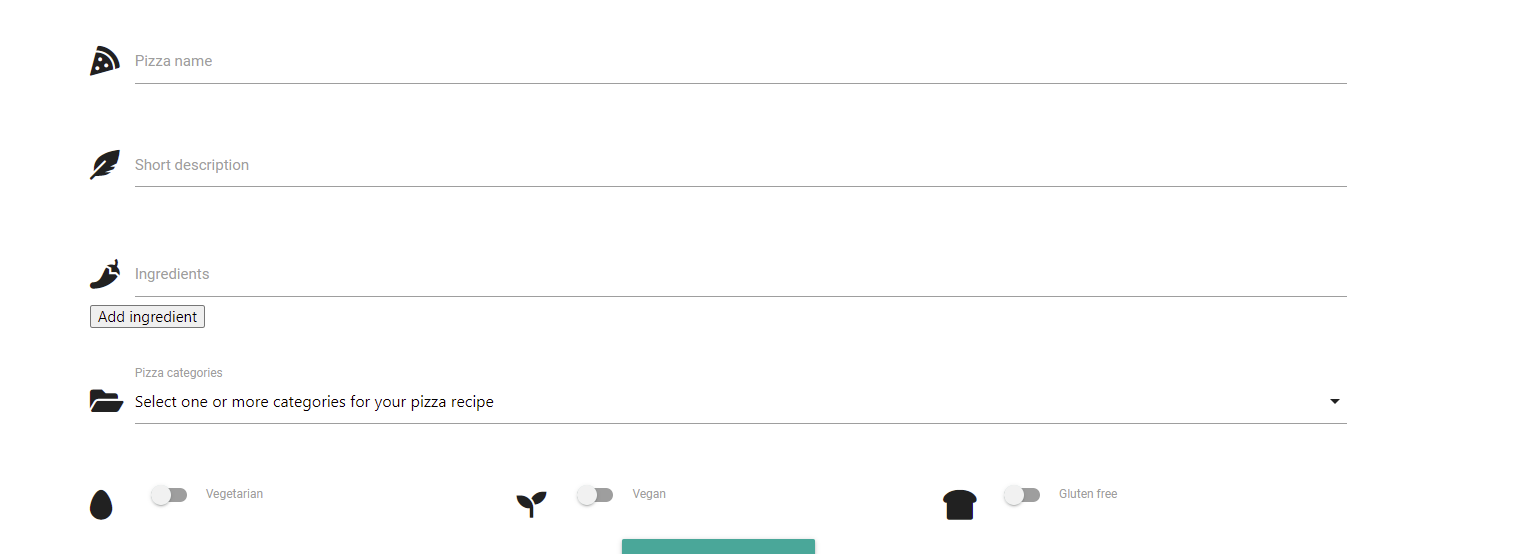 Pizza name
Short description
Ingredients
Add ingredient
Pizza categories
Select one or more categories for your pizza recipe
Vegetarian Vegan Gluten free